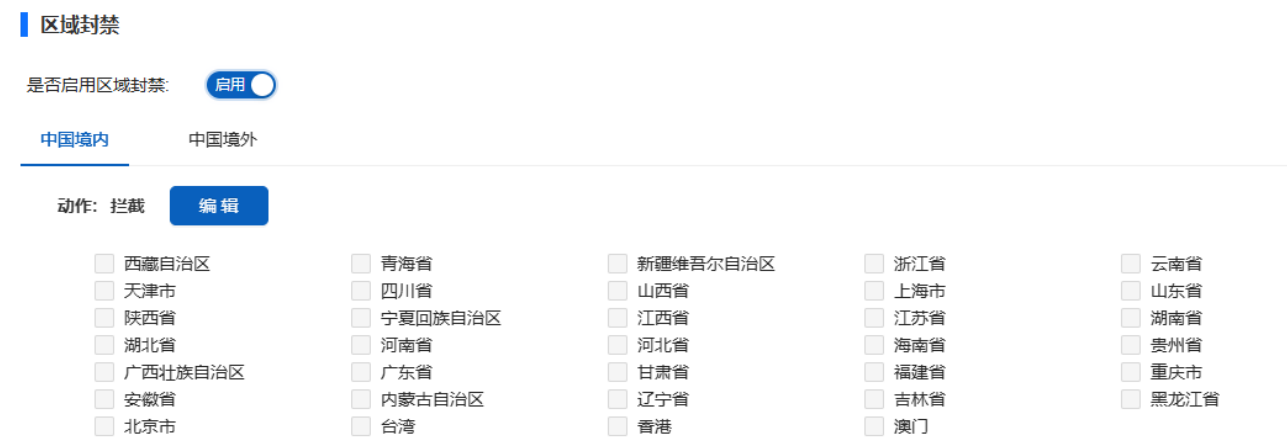 区域封禁
是否启用区域封禁: 启用
中国境内 中国境外
动作: 拦截 编辑
西藏自治区 青海省 新疆维吾尔自治区 浙江省 云南省
天津市 四川省 山西省 上海市 山东省
陕西省 宁夏回族自治区 江西省 江苏省 湖南省
湖北省 河南省 河北省 海南省 贵州省
广西壮族自治区 广东省 甘肃省 福建省 重庆市
安徽省 内蒙古自治区 辽宁省 吉林省 黑龙江省
北京市 台湾 香港 澳门